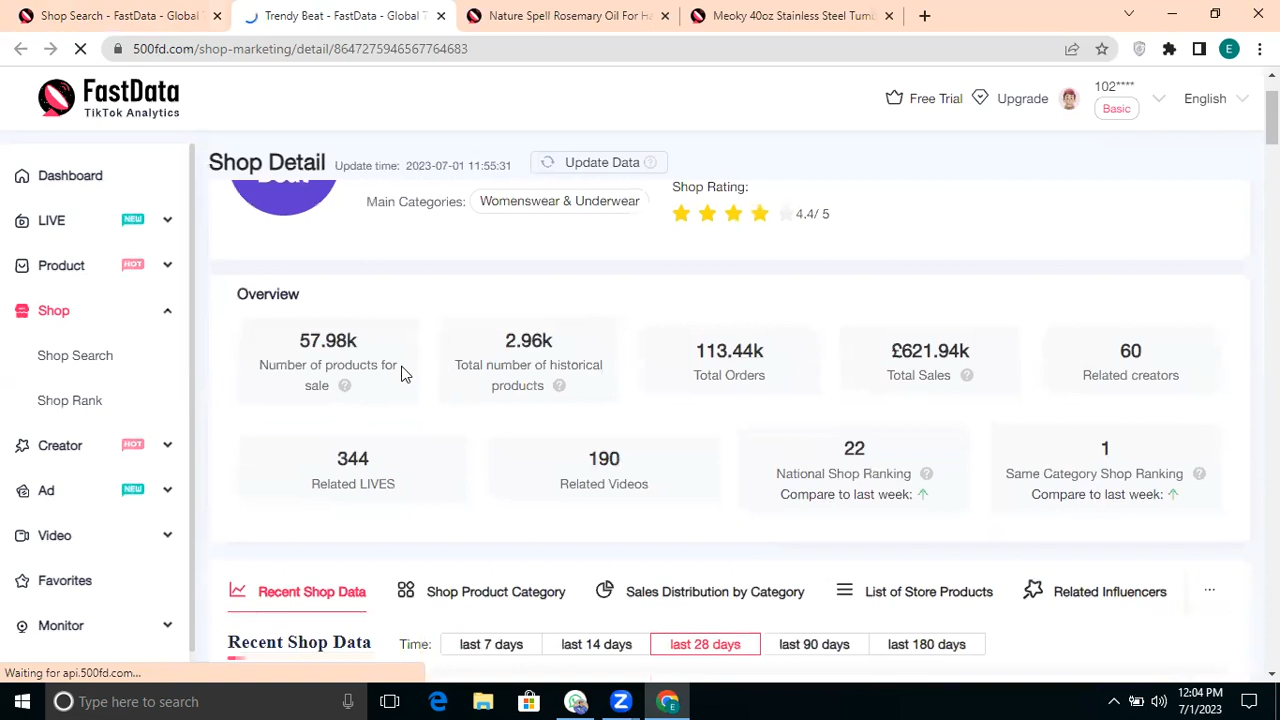 Shop Search - FastData - Global
Trendy Beat - FastData - Global T
Nature Spell Rosemary Oil For Ha
Meoky 40oz Stainless Steel Tumb
500fd.com/shop-marketing/detail/8647275946567764683
E
FastData
TikTok Analytics
Free Trial
Upgrade
102****
Basic
English
Dashboard
LIVE NEW
Product HOT
Shop
Shop Search
Shop Rank
Creator HOT
Ad NEW
Video
Favorites
Monitor
Shop Detail Update time: 2023-07-01 11:55:31 Update Data
Main Categories: Womenswear & Underwear
Shop Rating:
4.4/ 5
Overview
57.98k
Number of products for
sale
2.96k
Total number of historical
products
113.44k
Total Orders
£621.94k
Total Sales
60
Related creators
344
Related LIVES
190
Related Videos
22
National Shop Ranking
Compare to last week:
1
Same Category Shop Ranking
Compare to last week:
Recent Shop Data
Shop Product Category
Sales Distribution by Category
List of Store Products
Related Influencers
...
Recent Shop Data
Time: last 7 days last 14 days last 28 days last 90 days last 180 days
Waiting for api.500fd.com...
Type here to search
12:04 PM
7/1/2023